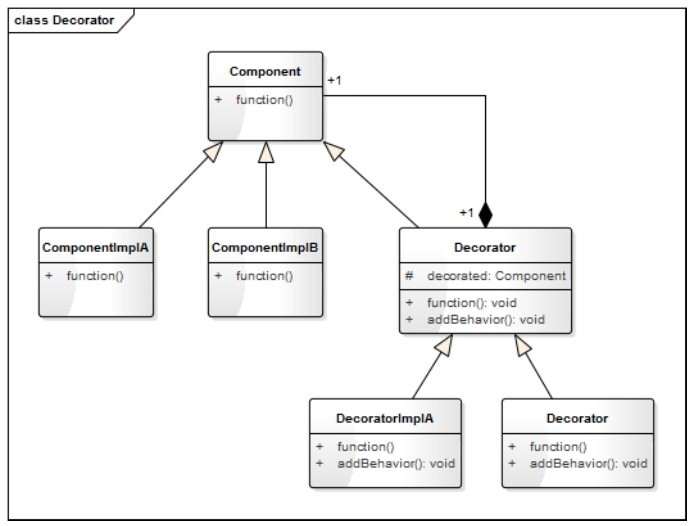 class Decorator
Component
+ function()
+1
ComponentImplA
+ function()
ComponentImplB
+ function()
+1
Decorator
# decorated: Component
+ function(): void
+ addBehavior(): void
DecoratorImplA
+ function()
+ addBehavior(): void
Decorator
+ function()
+ addBehavior(): void